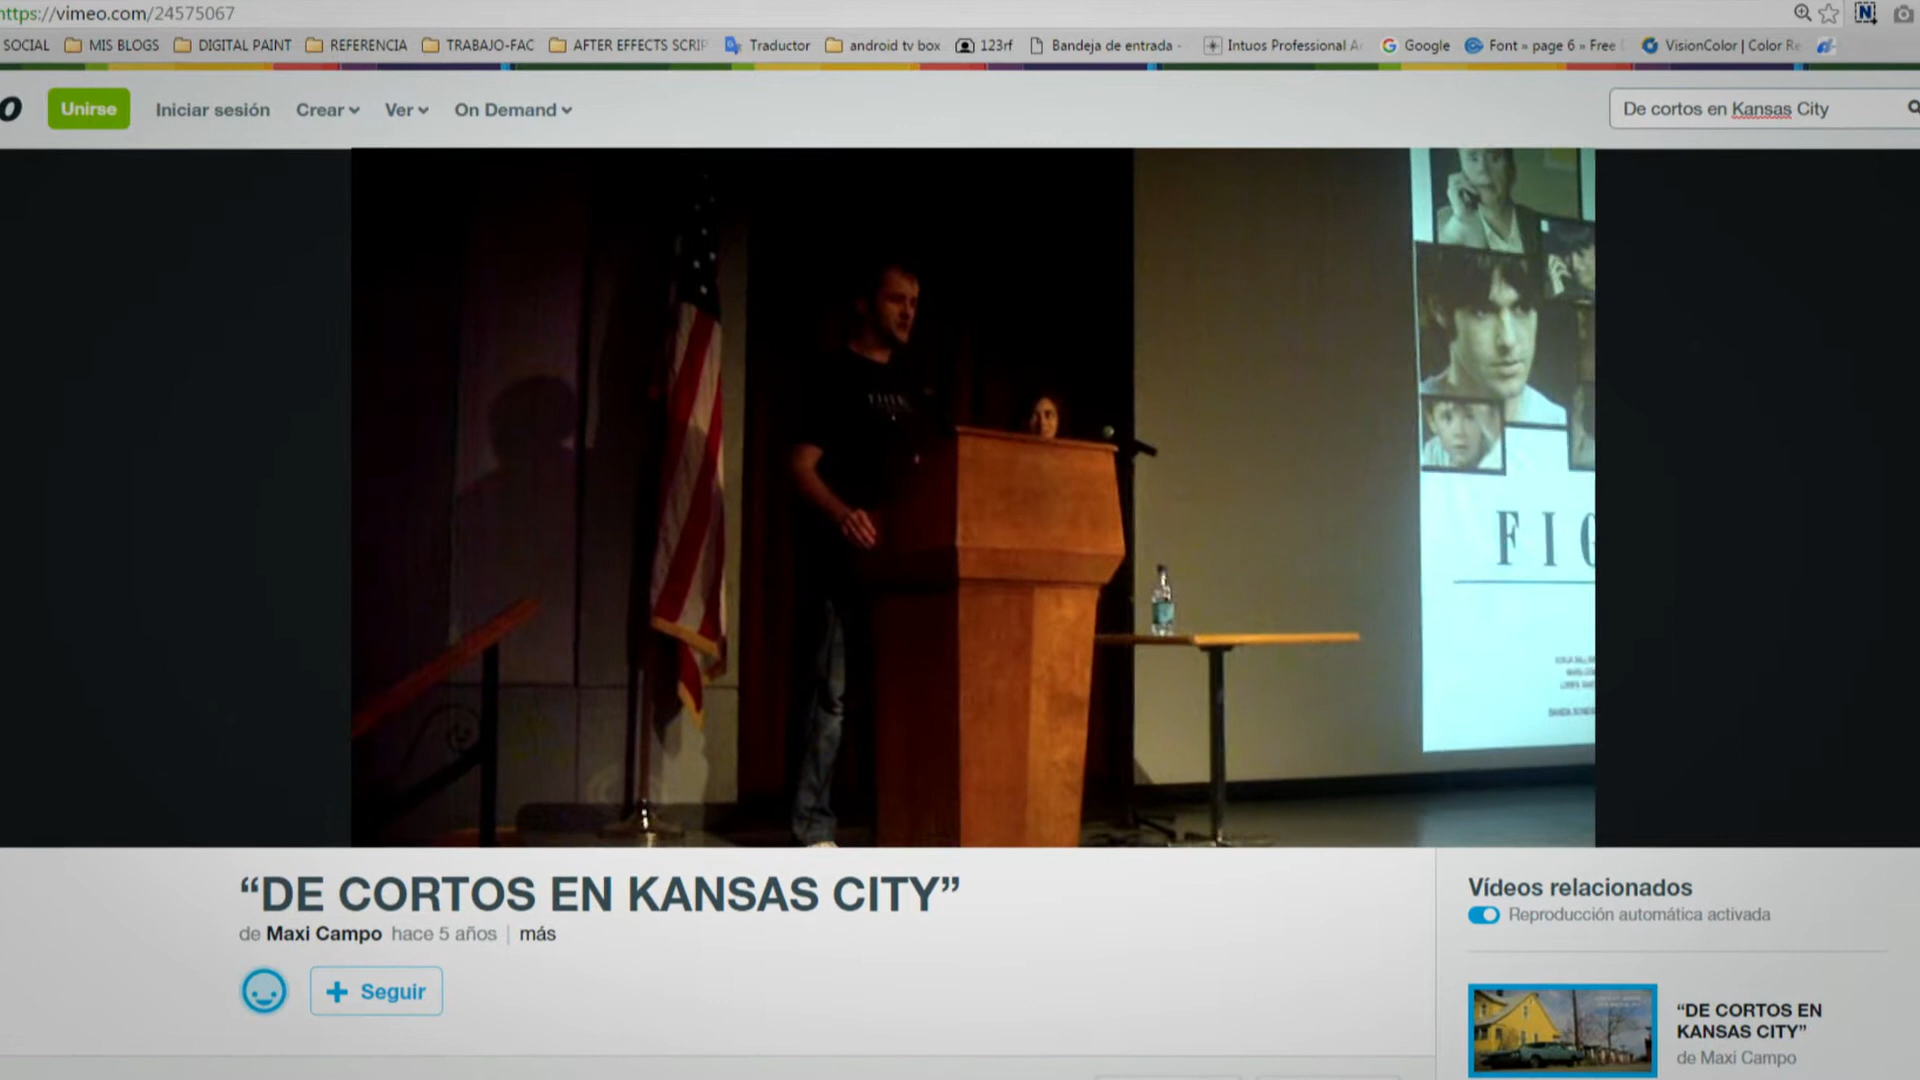 https://vimeo.com/24575067
SOCIAL MIS BLOGS DIGITAL PAINT REFERENCIA TRABAJO-FAC AFTER EFFECTS SCRIP Traductor android tv box 123rf Bandeja de entrada - Intuos Professional A Google Font » page 6 » Free VisionColor | Color Re
Unirse Iniciar sesión Crear Ver On Demand De cortos en Kansas City
FIG
“DE CORTOS EN KANSAS CITY”
de Maxi Campo hace 5 años | más
+ Seguir
Vídeos relacionados
Reproducción automática activada
“DE CORTOS EN
KANSAS CITY”
de Maxi Campo